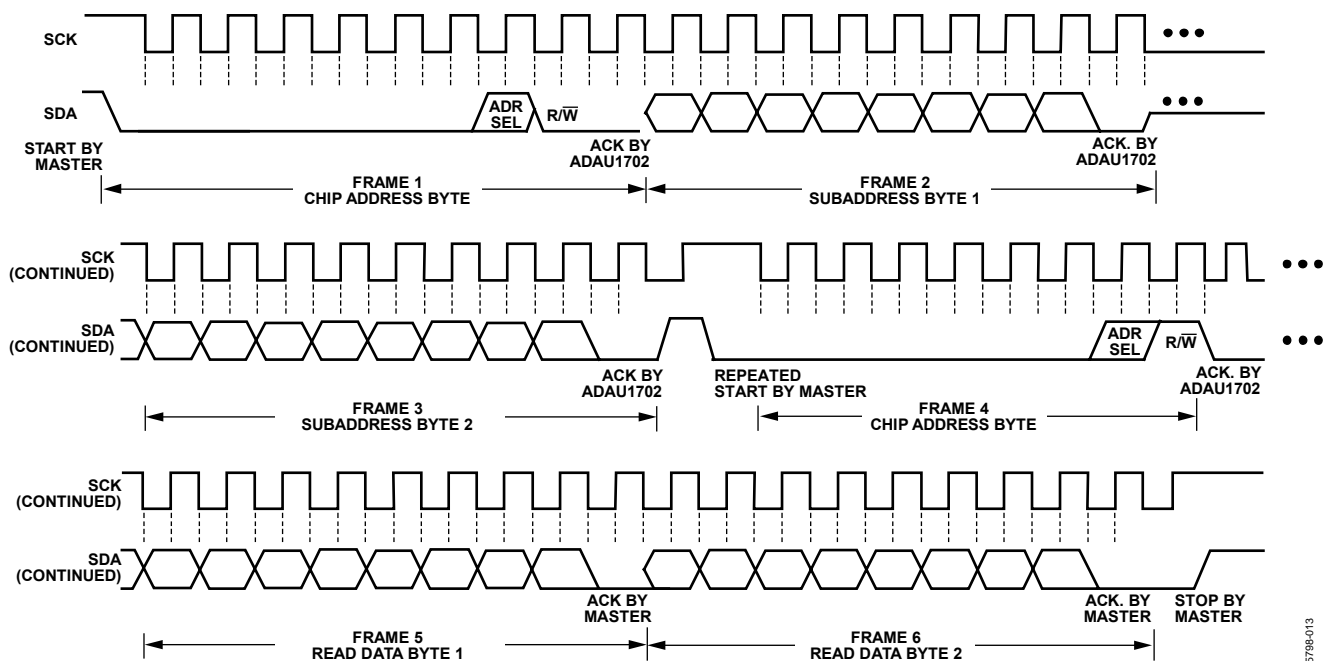 SCK
SDA
ADR
SEL
R/W̅
START BY
MASTER
ACK BY
ADAU1702
ACK. BY
ADAU1702
FRAME 1
CHIP ADDRESS BYTE
FRAME 2
SUBADDRESS BYTE 1
SCK
(CONTINUED)
SDA
(CONTINUED)
ADR
SEL
R/W̅
ACK BY
ADAU1702
REPEATED
START BY MASTER
ACK. BY
ADAU1702
FRAME 3
SUBADDRESS BYTE 2
FRAME 4
CHIP ADDRESS BYTE
SCK
(CONTINUED)
SDA
(CONTINUED)
ACK BY
MASTER
ACK. BY
MASTER
STOP BY
MASTER
FRAME 5
READ DATA BYTE 1
FRAME 6
READ DATA BYTE 2
5798-013